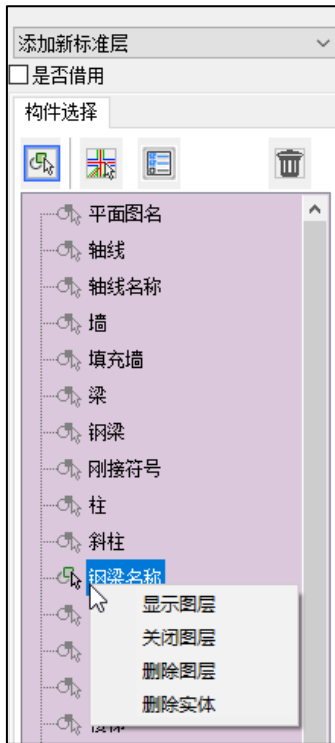 添加新标准层
是否借用
构件选择
平面图名
轴线
轴线名称
墙
填充墙
梁
钢梁
刚接符号
柱
斜柱
钢梁名称
显示图层
关闭图层
删除图层
删除实体